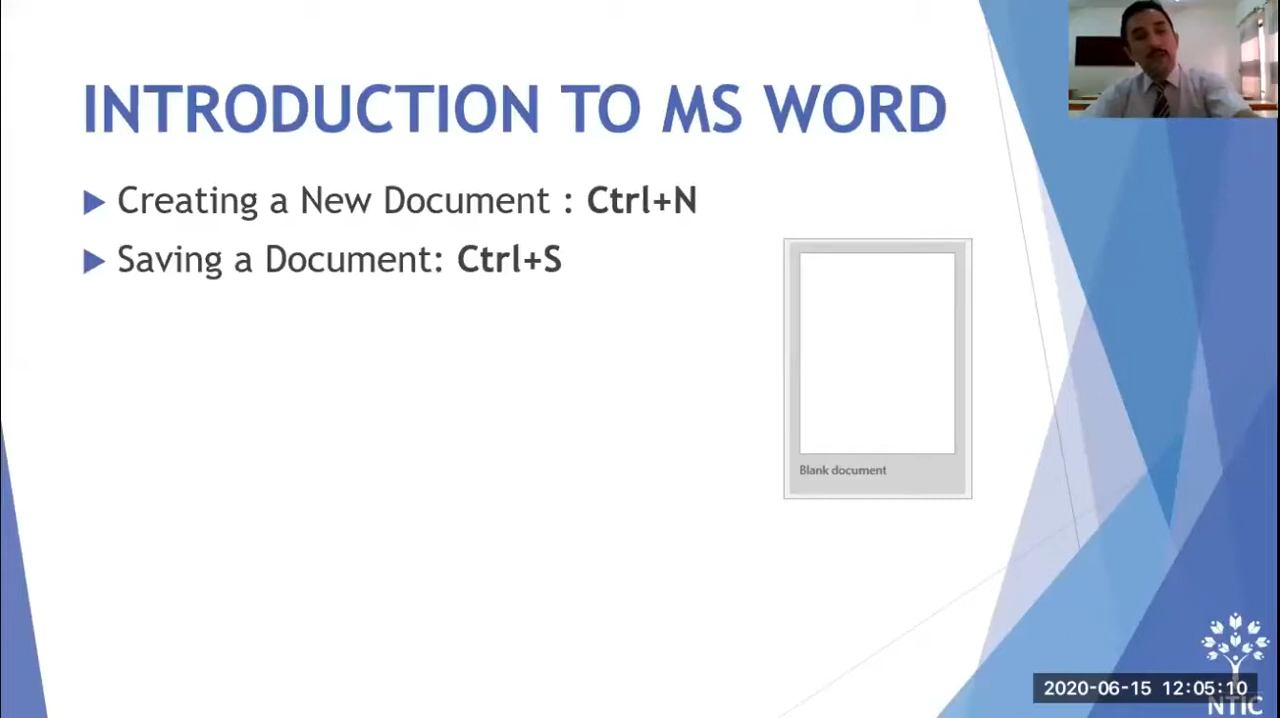 INTRODUCTION TO MS WORD
Creating a New Document : Ctrl+N
Saving a Document: Ctrl+S
Blank document
2020-06-15 12:05:10
NTIC